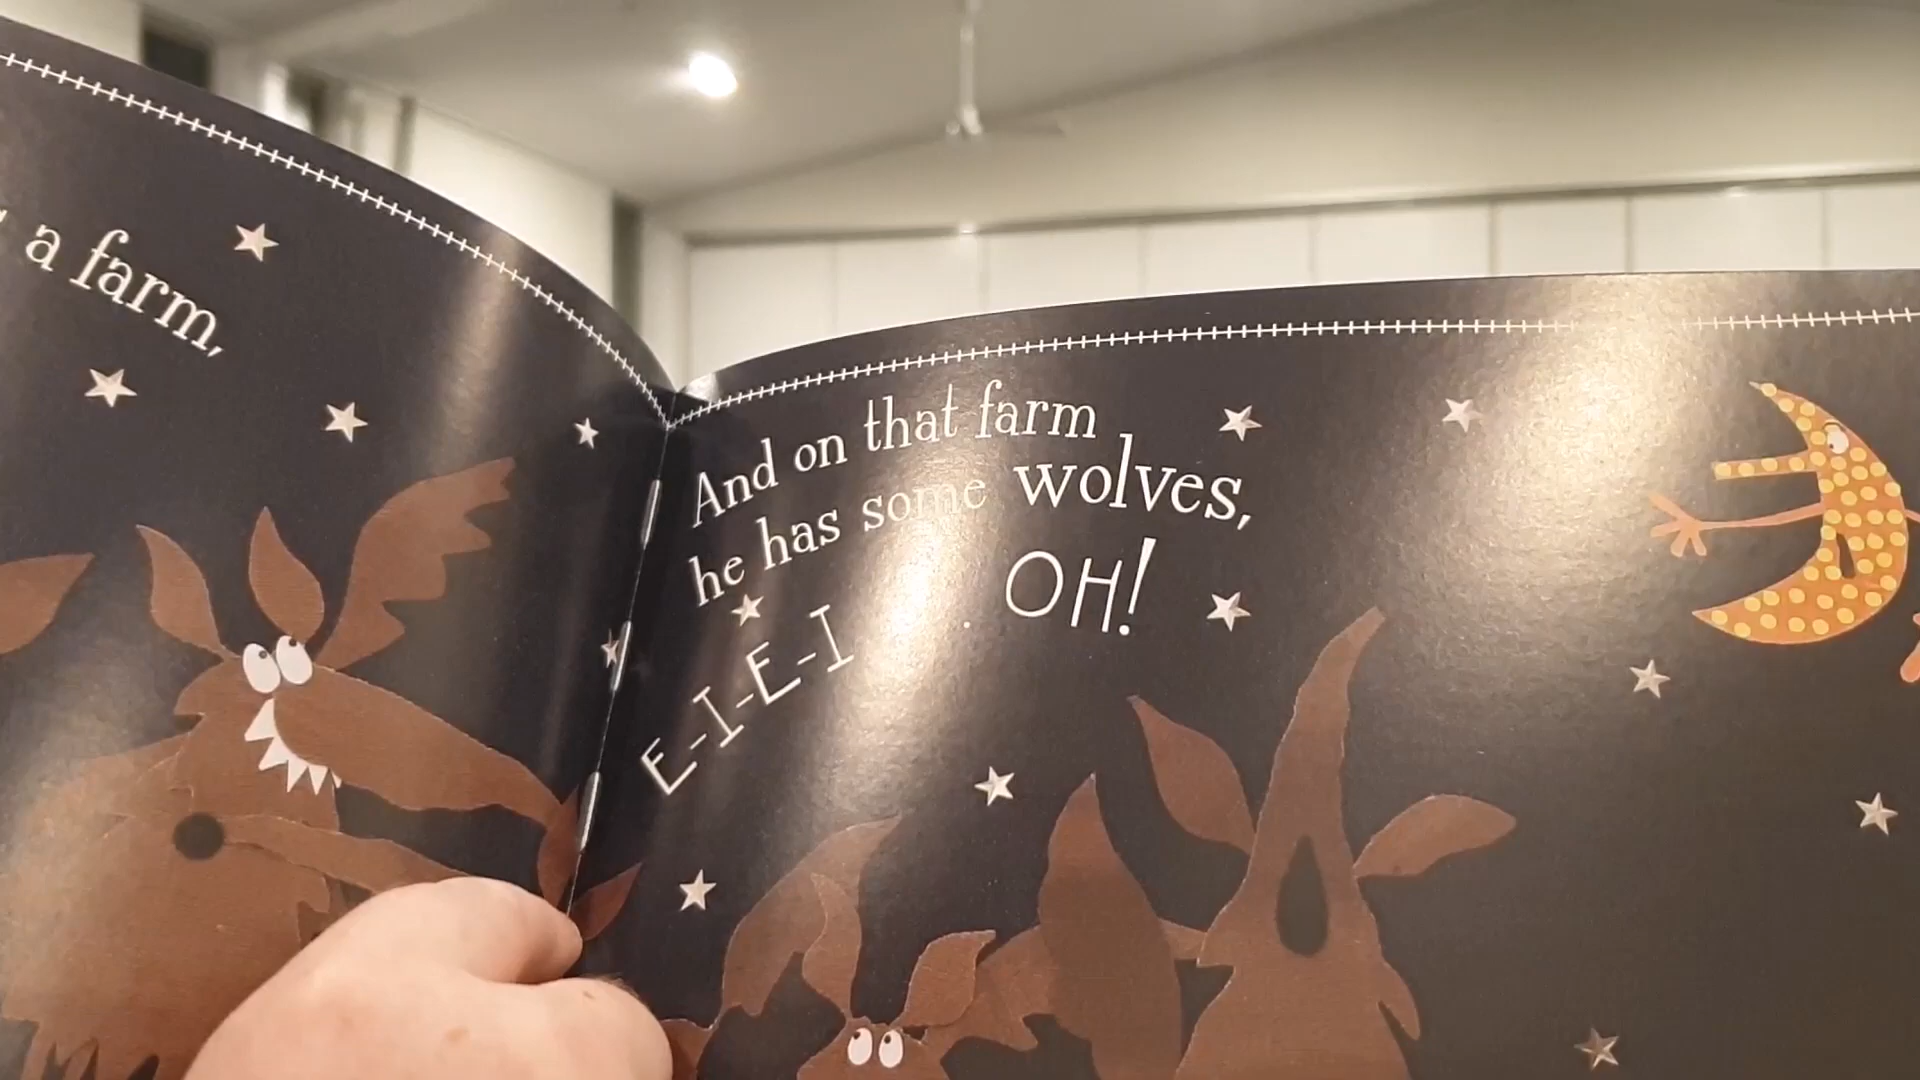 a farm,
And on that farm
he has some wolves,
E-I-E-I
OH!